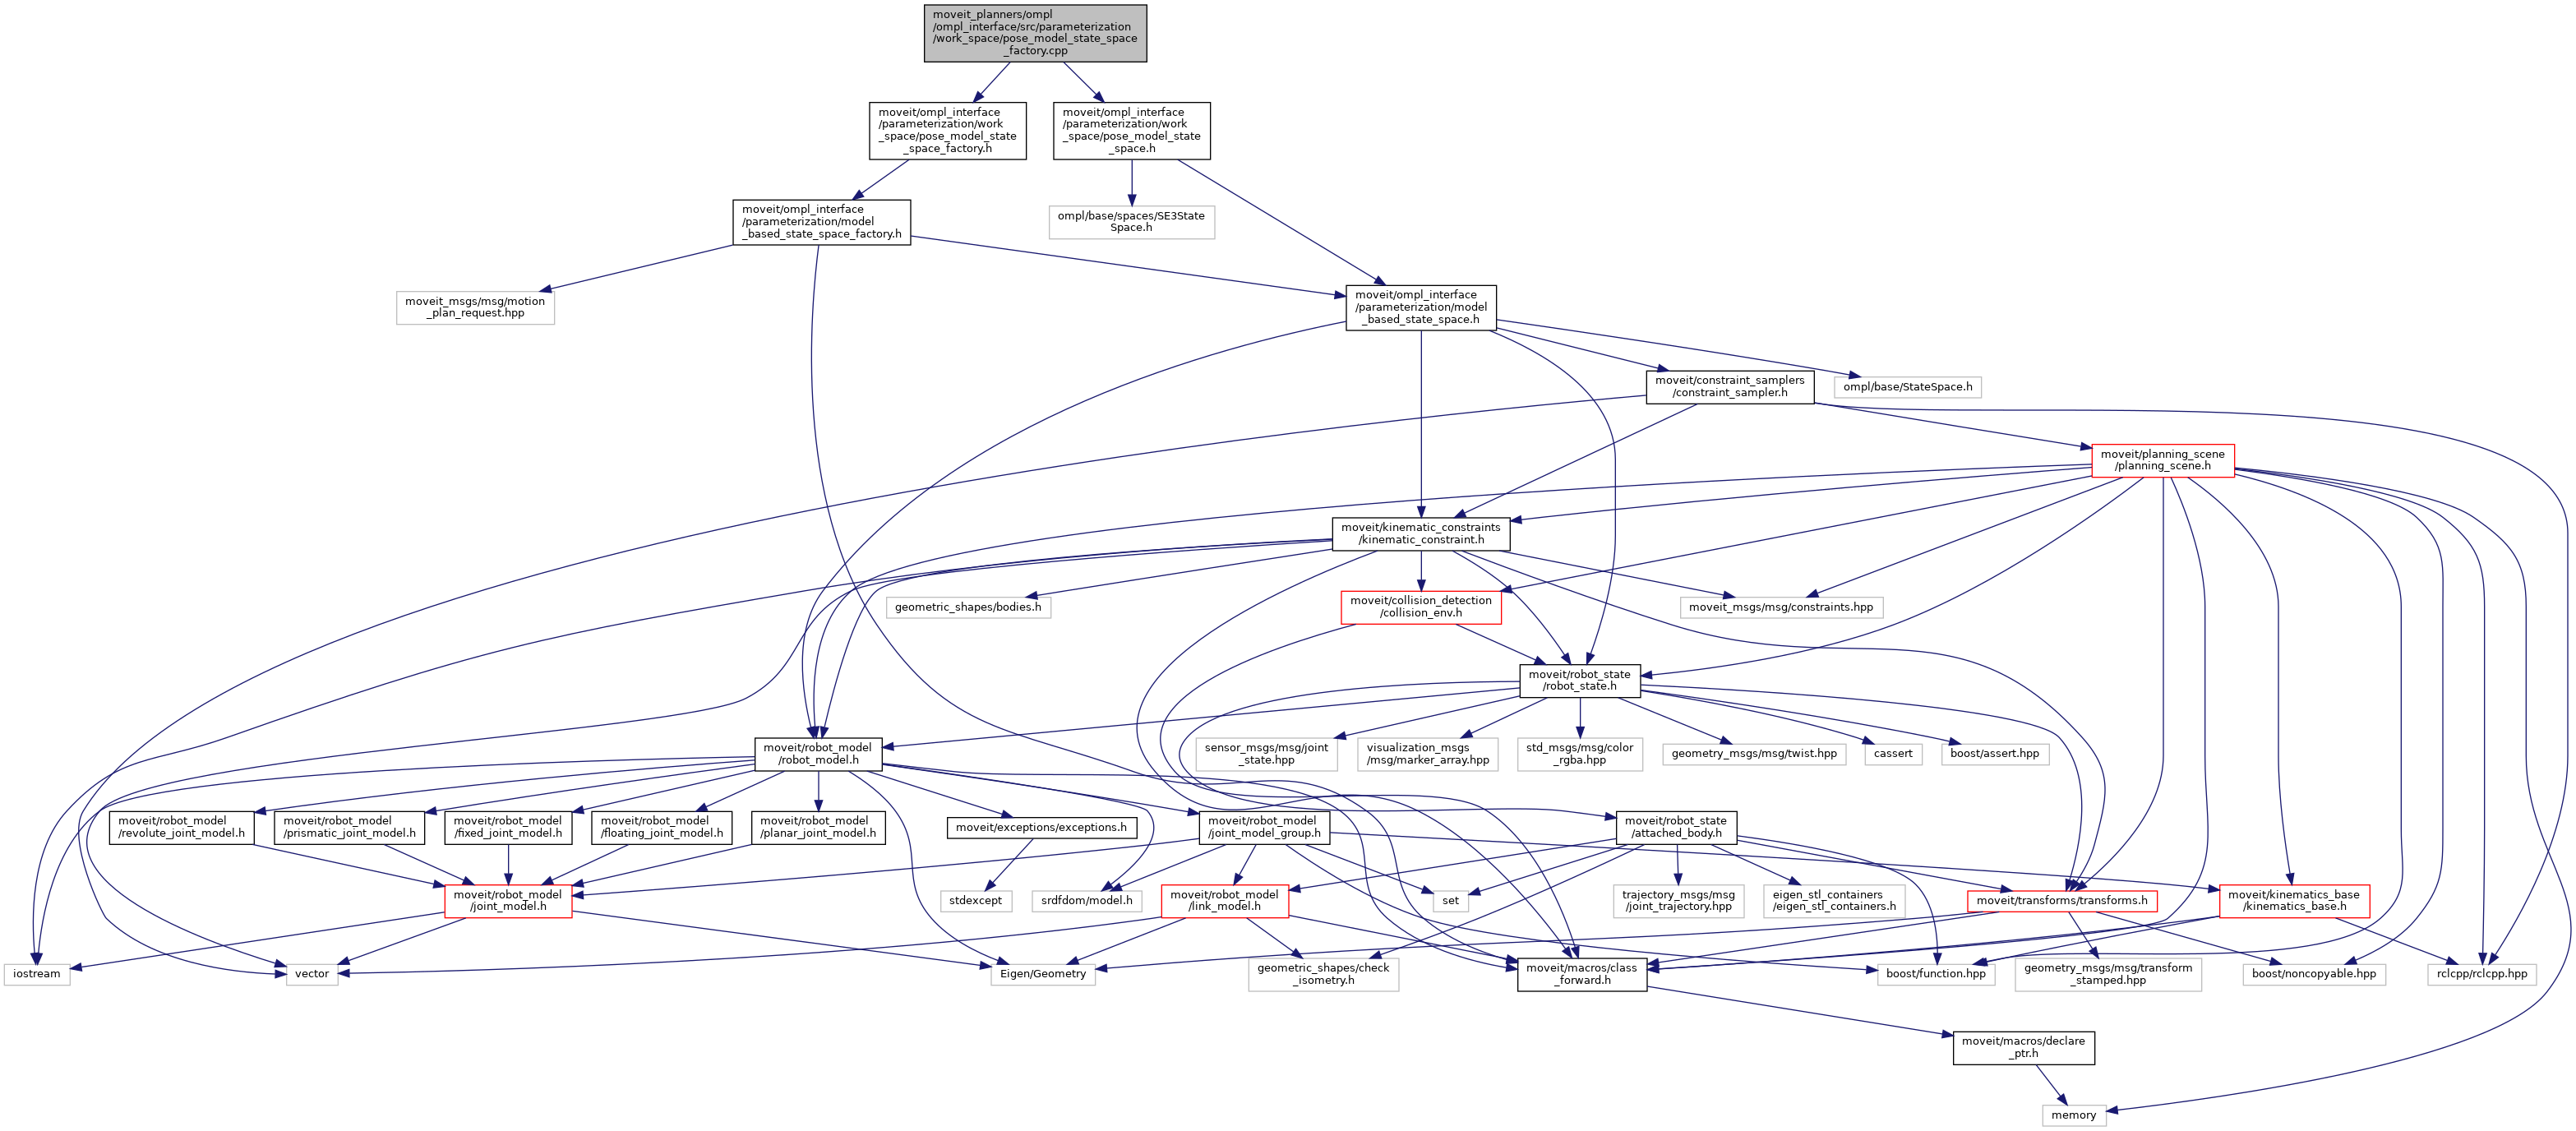 moveit_planners/ompl
/ompl_interface/src/parameterization
/work_space/pose_model_state_space
_factory.cpp
moveit/ompl_interface
/parameterization/work
_space/pose_model_state
_space_factory.h
moveit/ompl_interface
/parameterization/work
_space/pose_model_state
_space.h
moveit/ompl_interface
/parameterization/model
_based_state_space_factory.h
ompl/base/spaces/SE3State
Space.h
moveit_msgs/msg/motion
_plan_request.hpp
moveit/ompl_interface
/parameterization/model
_based_state_space.h
moveit/constraint_samplers
/constraint_sampler.h
ompl/base/StateSpace.h
moveit/planning_scene
/planning_scene.h
moveit/kinematic_constraints
/kinematic_constraint.h
geometric_shapes/bodies.h
moveit/collision_detection
/collision_env.h
moveit_msgs/msg/constraints.hpp
moveit/robot_state
/robot_state.h
moveit/robot_model
/robot_model.h
sensor_msgs/msg/joint
_state.hpp
visualization_msgs
/msg/marker_array.hpp
std_msgs/msg/color
_rgba.hpp
geometry_msgs/msg/twist.hpp
cassert
boost/assert.hpp
moveit/robot_model
/revolute_joint_model.h
moveit/robot_model
/prismatic_joint_model.h
moveit/robot_model
/fixed_joint_model.h
moveit/robot_model
/floating_joint_model.h
moveit/robot_model
/planar_joint_model.h
moveit/exceptions/exceptions.h
moveit/robot_model
/joint_model_group.h
moveit/robot_state
/attached_body.h
moveit/robot_model
/joint_model.h
stdexcept
srdfdom/model.h
moveit/robot_model
/link_model.h
set
trajectory_msgs/msg
/joint_trajectory.hpp
eigen_stl_containers
/eigen_stl_containers.h
moveit/transforms/transforms.h
moveit/kinematics_base
/kinematics_base.h
iostream
vector
Eigen/Geometry
geometric_shapes/check
_isometry.h
moveit/macros/class
_forward.h
boost/function.hpp
geometry_msgs/msg/transform
_stamped.hpp
boost/noncopyable.hpp
rclcpp/rclcpp.hpp
moveit/macros/declare
_ptr.h
memory